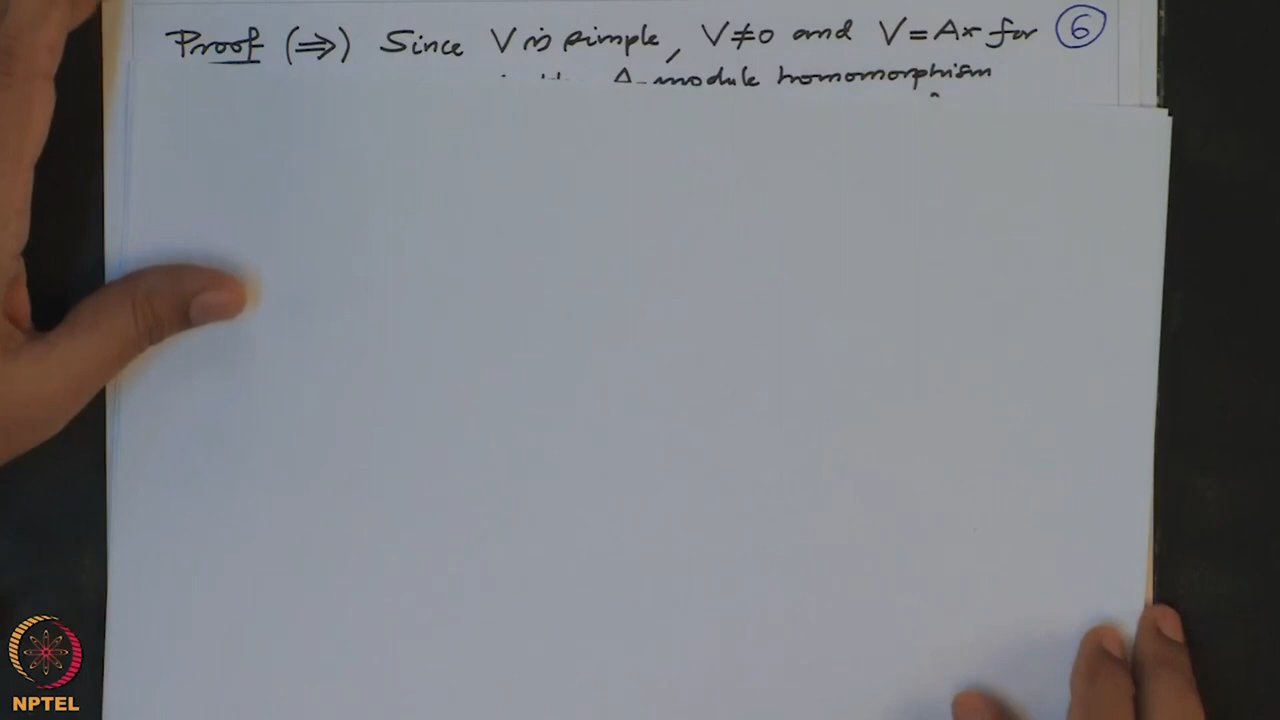 Proof (⇒) Since V is simple, V≠0 and V=Ax for ⑥
A-module homomorphism
NPTEL